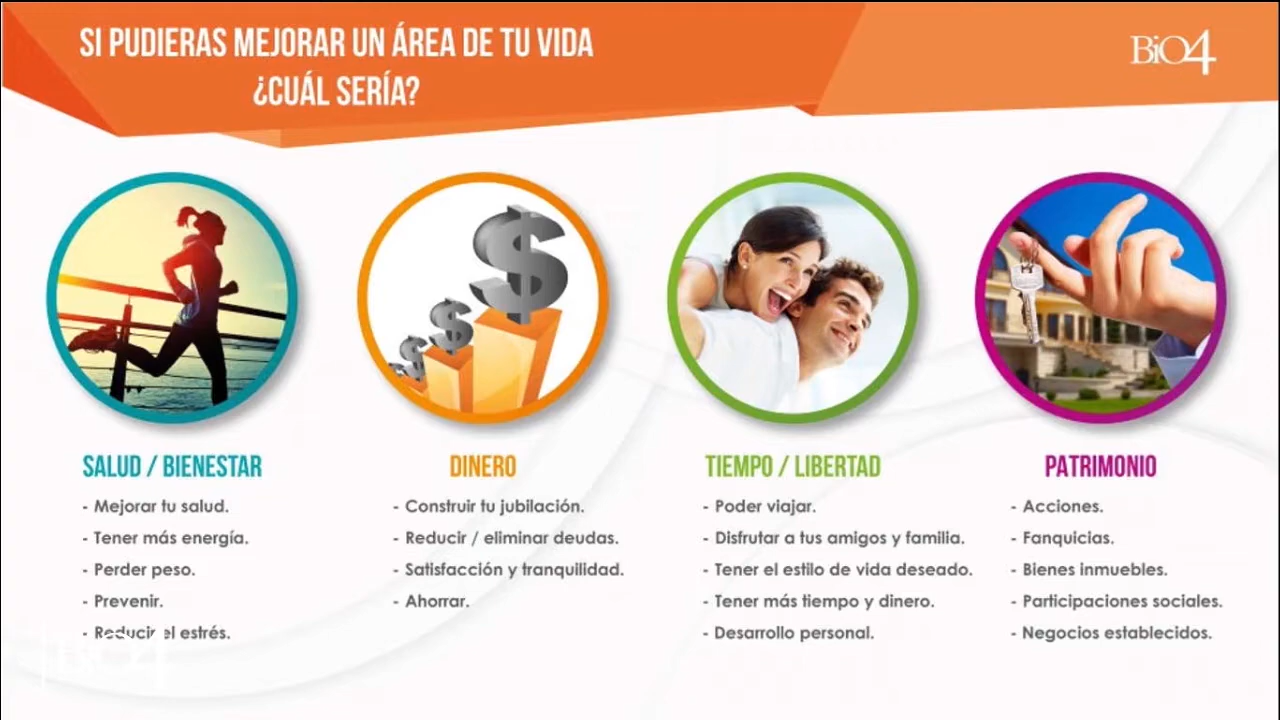 SI PUDIERAS MEJORAR UN ÁREA DE TU VIDA
¿CUÁL SERÍA?
BiO4
SALUD / BIENESTAR
- Mejorar tu salud.
- Tener más energía.
- Perder peso.
- Prevenir.
- Reducir el estrés.
DINERO
- Construir tu jubilación.
- Reducir / eliminar deudas.
- Satisfacción y tranquilidad.
- Ahorrar.
TIEMPO / LIBERTAD
- Poder viajar.
- Disfrutar a tus amigos y familia.
- Tener el estilo de vida deseado.
- Tener más tiempo y dinero.
- Desarrollo personal.
PATRIMONIO
- Acciones.
- Fanquicias.
- Bienes inmuebles.
- Participaciones sociales.
- Negocios establecidos.